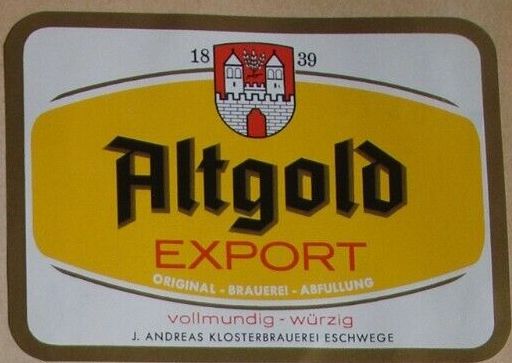 18 39
Altgold
EXPORT
ORIGINAL - BRAUEREI - ABFULLUNG
vollmundig - würzig
J. ANDREAS KLOSTERBRAUEREI ESCHWEGE